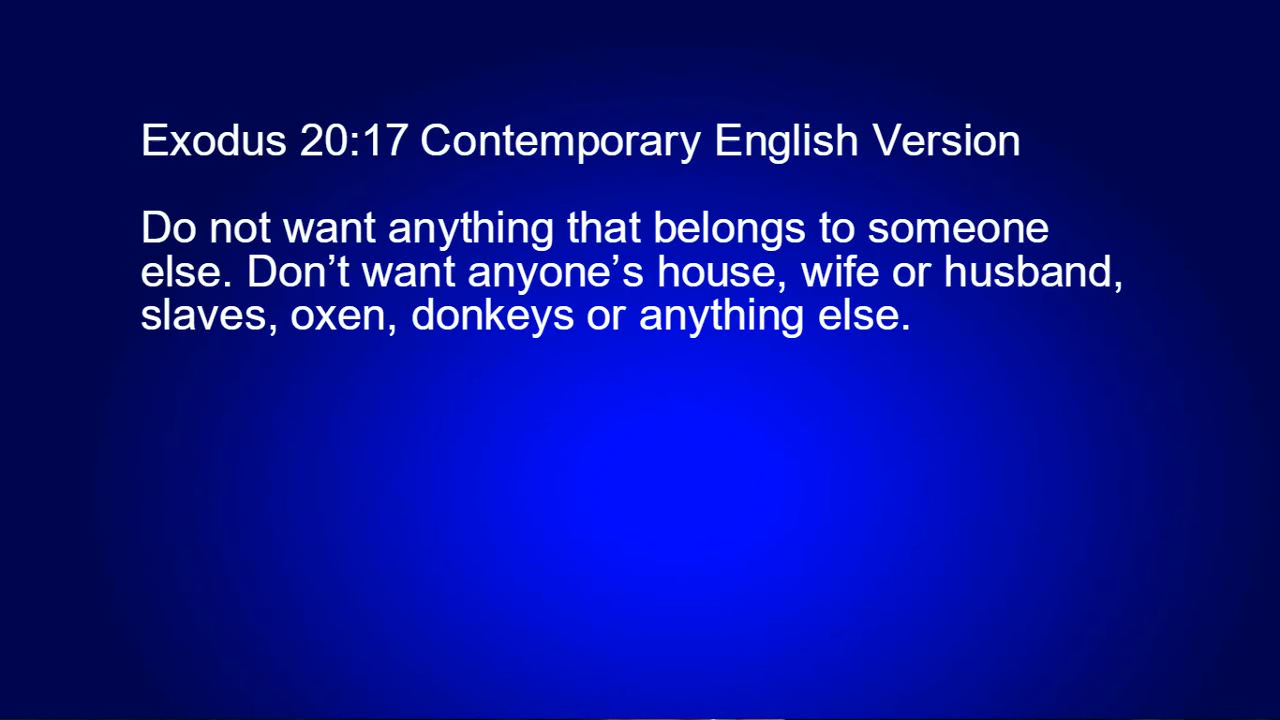 Exodus 20:17 Contemporary English Version
Do not want anything that belongs to someone
else. Don’t want anyone’s house, wife or husband,
slaves, oxen, donkeys or anything else.